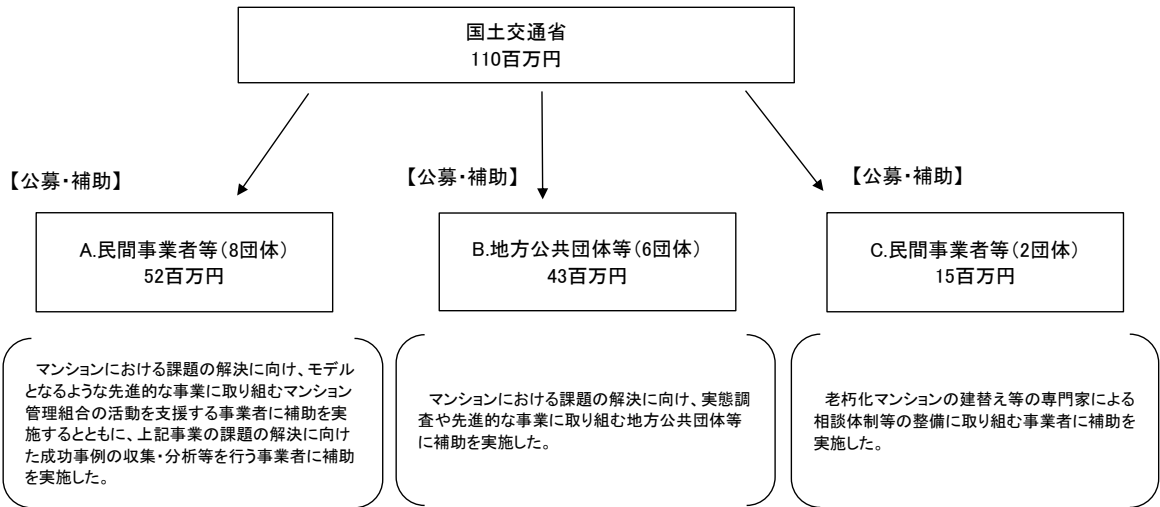 国土交通省
110百万円
【公募・補助】
【公募・補助】
【公募・補助】
A.民間事業者等（8団体）
52百万円
B.地方公共団体等（6団体）
43百万円
C.民間事業者等（2団体）
15百万円
マンションにおける課題の解決に向け、モデル
となるような先進的な事業に取り組むマンション
管理組合の活動を支援する事業者に補助を実
施するとともに、上記事業の課題の解決に向け
た成功事例の収集・分析等を行う事業者に補助
を実施した。
マンションにおける課題の解決に向け、実態調
査や先進的な事業に取り組む地方公共団体等
に補助を実施した。
老朽化マンションの建替え等の専門家による
相談体制等の整備に取り組む事業者に補助を
実施した。